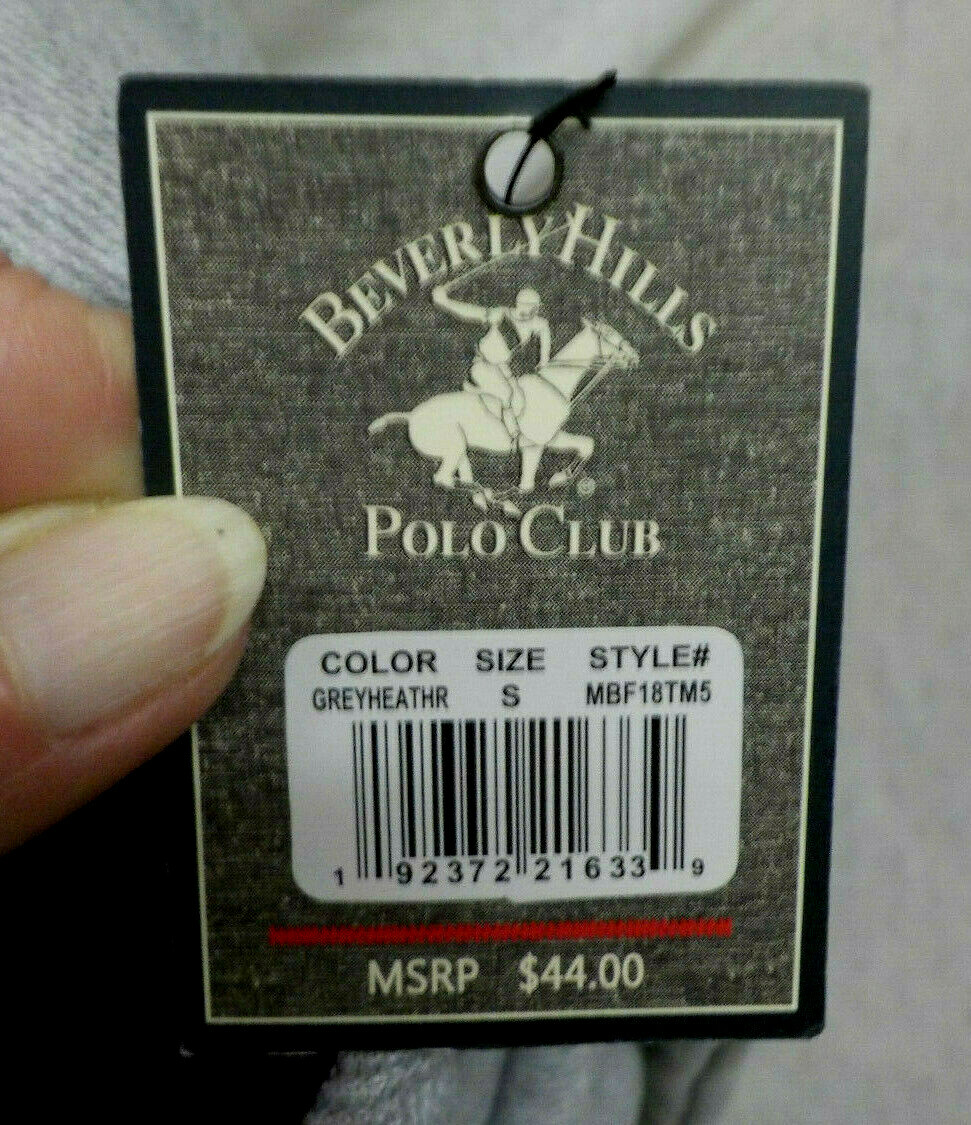 BEVERLY HILLS
®
POLO CLUB
COLOR SIZE STYLE#
GREYHEATHR S MBF18TM5
1 92372 21633 9
MSRP $44.00